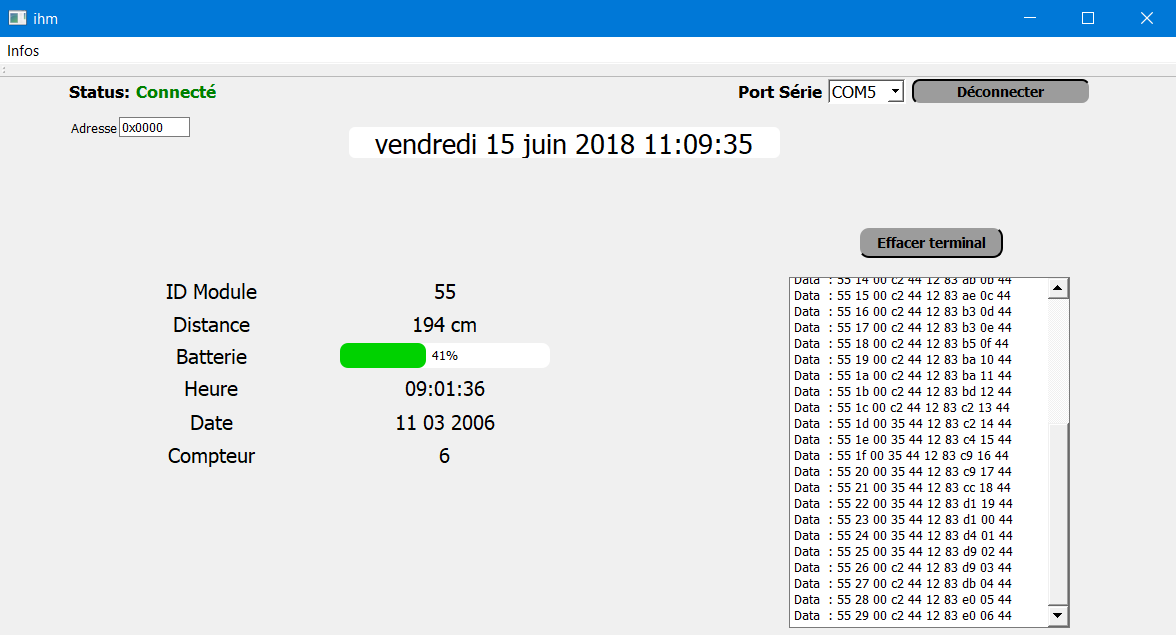 ihm
Infos
Status: Connecté
Port Série COM5 Déconnecter
Adresse 0x0000
vendredi 15 juin 2018 11:09:35
Effacer terminal
ID Module 55
Distance 194 cm
Batterie 41%
Heure 09:01:36
Date 11 03 2006
Compteur 6
Data : 55 14 00 c2 44 12 83 ab 0b 44
Data : 55 15 00 c2 44 12 83 ae 0c 44
Data : 55 16 00 c2 44 12 83 b3 0d 44
Data : 55 17 00 c2 44 12 83 b3 0e 44
Data : 55 18 00 c2 44 12 83 b5 0f 44
Data : 55 19 00 c2 44 12 83 ba 10 44
Data : 55 1a 00 c2 44 12 83 ba 11 44
Data : 55 1b 00 c2 44 12 83 bd 12 44
Data : 55 1c 00 c2 44 12 83 c2 13 44
Data : 55 1d 00 35 44 12 83 c2 14 44
Data : 55 1e 00 35 44 12 83 c4 15 44
Data : 55 1f 00 35 44 12 83 c9 16 44
Data : 55 20 00 35 44 12 83 c9 17 44
Data : 55 21 00 35 44 12 83 cc 18 44
Data : 55 22 00 35 44 12 83 d1 19 44
Data : 55 23 00 35 44 12 83 d1 00 44
Data : 55 24 00 35 44 12 83 d4 01 44
Data : 55 25 00 35 44 12 83 d9 02 44
Data : 55 26 00 c2 44 12 83 d9 03 44
Data : 55 27 00 c2 44 12 83 db 04 44
Data : 55 28 00 c2 44 12 83 e0 05 44
Data : 55 29 00 c2 44 12 83 e0 06 44